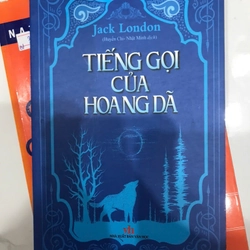 Jack London
TIẾNG GỌI
CỦA
HOANG DÃ
N A